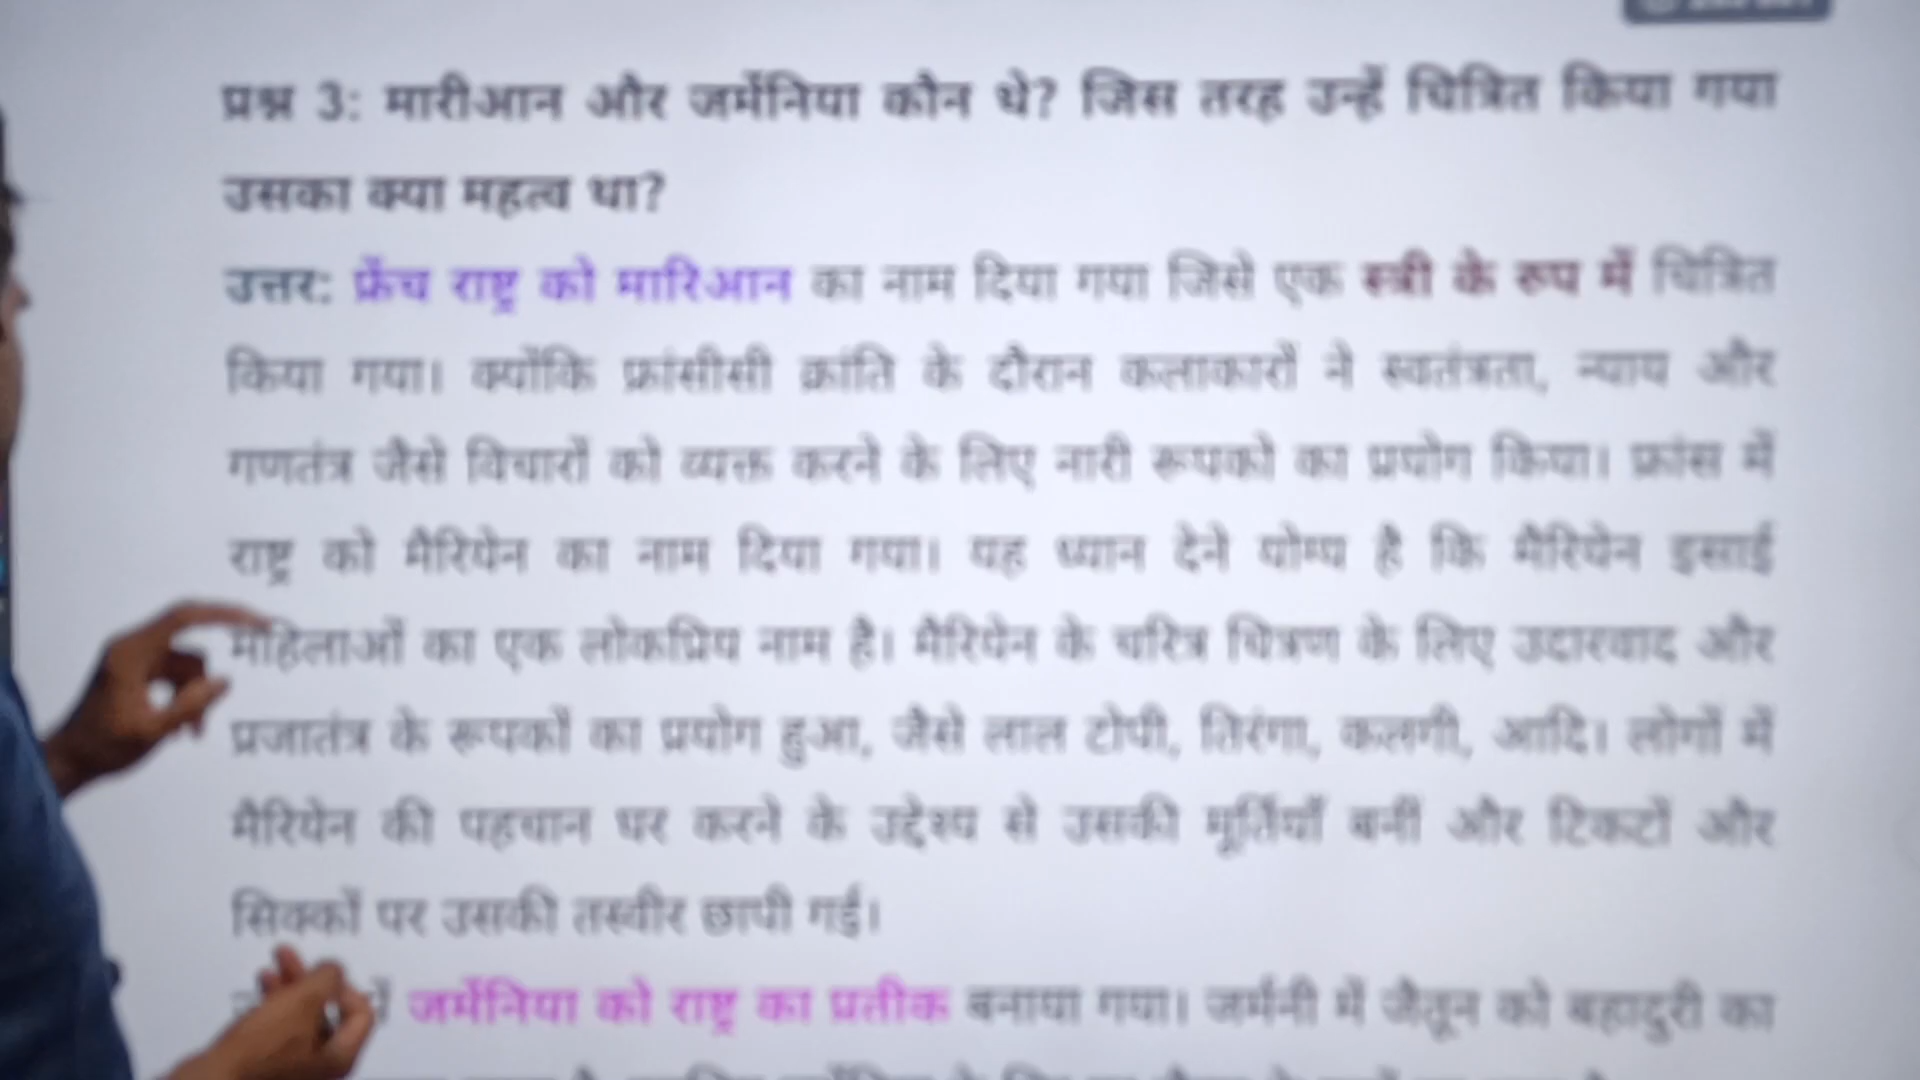 प्रश्न 3: मारीआन और जर्मेनिया कौन थे? जिस तरह उन्हें चित्रित किया गया
उसका क्या महत्व था?
उत्तर: फ्रेंच राष्ट्र को मारिआन का नाम दिया गया जिसे एक स्त्री के रुप में चित्रित
किया गया। क्योंकि फ्रांसीसी क्रांति के दौरान कलाकारों ने स्वतंत्रता, न्याय और
गणतंत्र जैसे विचारों को व्यक्त करने के लिए नारी रूपको का प्रयोग किया। फ्रांस में
राष्ट्र को मैरियेन का नाम दिया गया। यह ध्यान देने योग्य है कि मैरियेन इसाई
महिलाओं का एक लोकप्रिय नाम है। मैरियेन के चरित्र चित्रण के लिए उदारवाद और
प्रजातंत्र के रूपकों का प्रयोग हुआ, जैसे लाल टोपी, तिरंगा, कलगी, आदि। लोगों में
मैरियेन की पहचान घर करने के उद्देश्य से उसकी मूर्तियाँ बनीं और टिकटों और
सिक्कों पर उसकी तस्वीर छापी गई।
में जर्मेनिया को राष्ट्र का प्रतीक बनाया गया। जर्मनी में जैतून को बहादुरी का